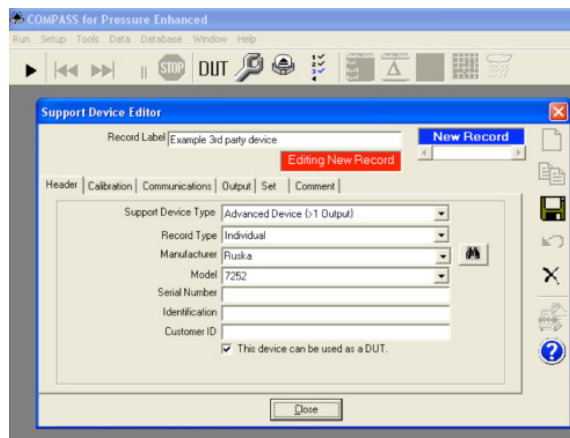 COMPASS for Pressure Enhanced
Run Setup Tools Data Database Window Help
STOP DUT
Support Device Editor
Record Label Example 3rd party device
New Record
Editing New Record
Header Calibration Communications Output Set Comment
Support Device Type Advanced Device (>1 Output)
Record Type Individual
Manufacturer Ruska
Model 7252
Serial Number
Identification
Customer ID
This device can be used as a DUT.
Close